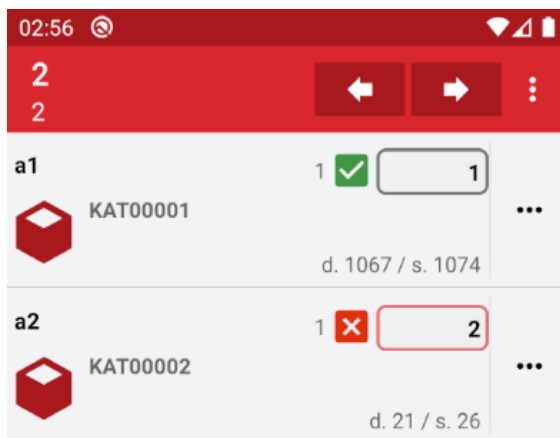 02:56
2
2
a1
1 1
KAT00001
d. 1067 / s. 1074
a2
1 2
KAT00002
d. 21 / s. 26